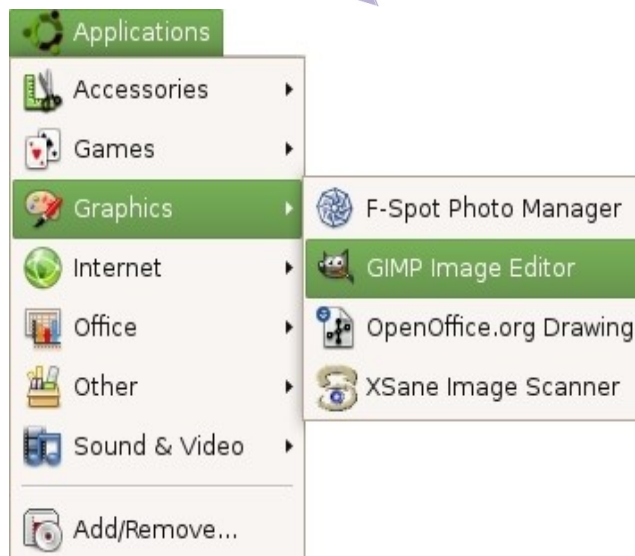 Applications
Accessories
Games
Graphics
Internet
Office
Other
Sound & Video
Add/Remove...
F-Spot Photo Manager
GIMP Image Editor
OpenOffice.org Drawing
XSane Image Scanner